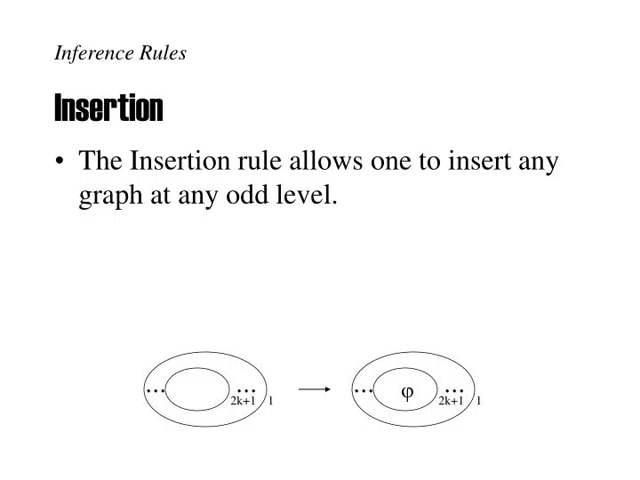 Inference Rules
Insertion
• The Insertion rule allows one to insert any
graph at any odd level.
... ... 2k+1 1 ... φ ... 2k+1 1